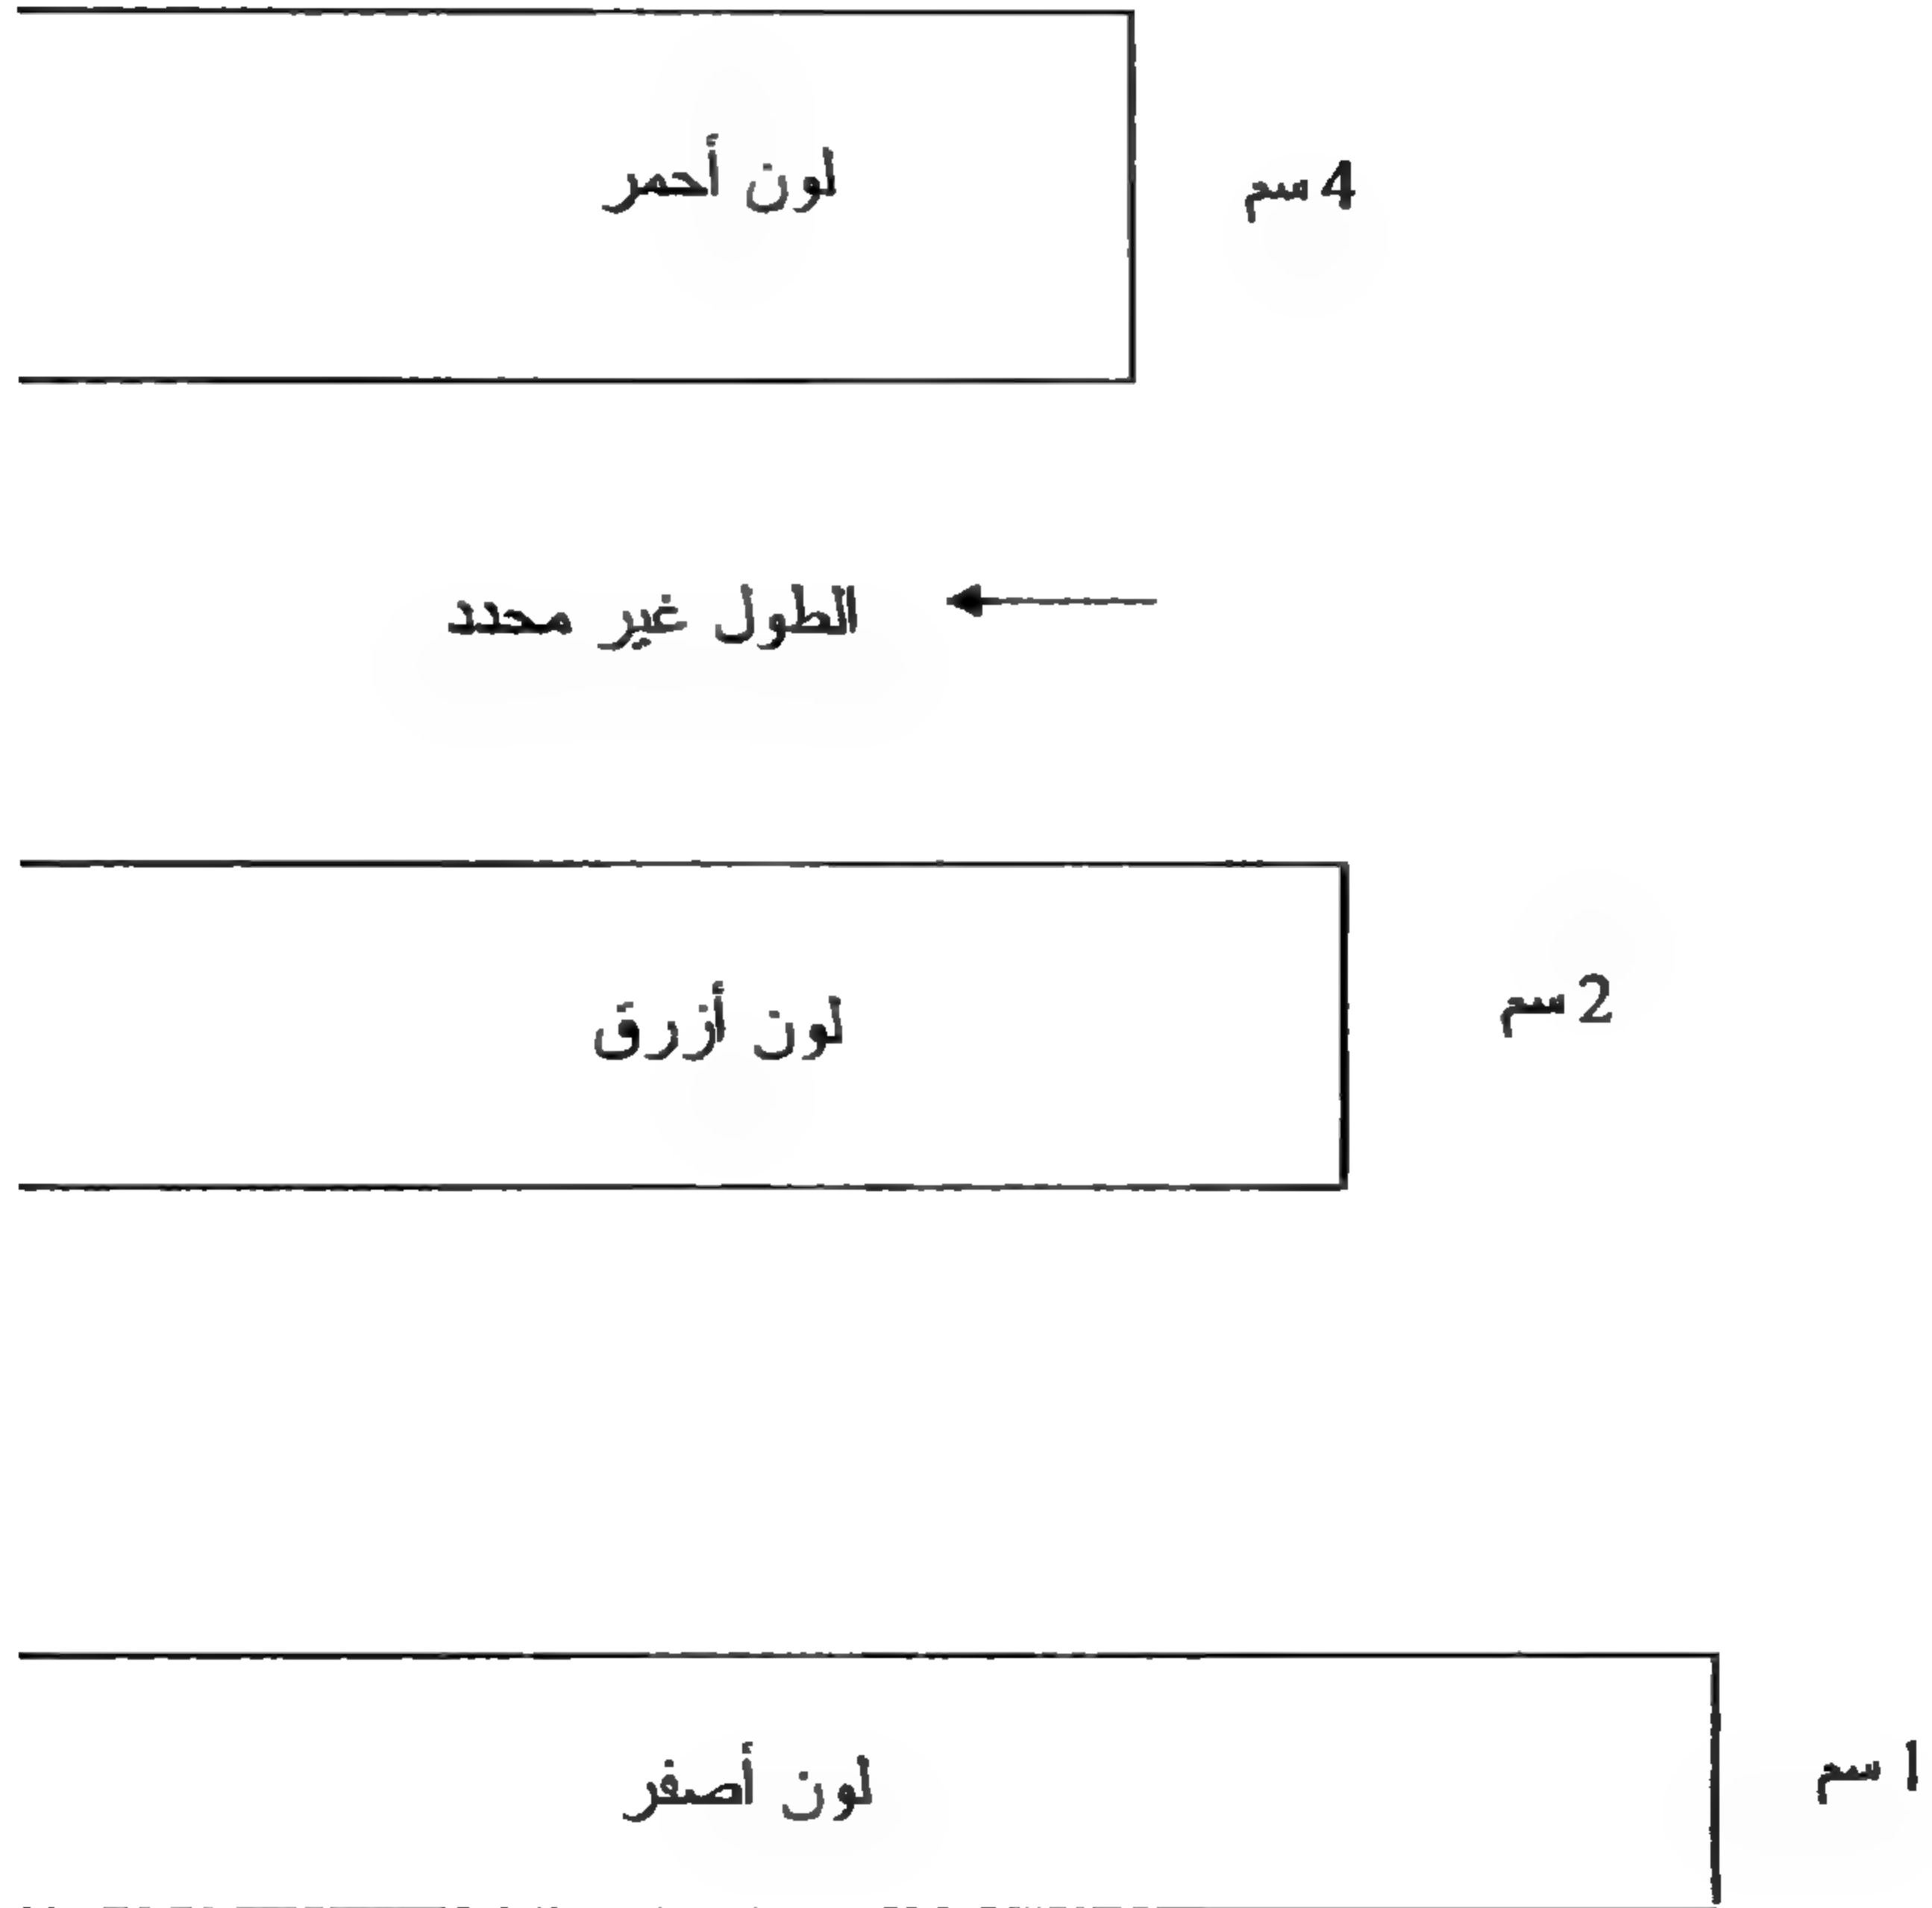 4 سم
لون أحمر
الطول غير محدد
2 سم
لون أزرق
1 سم
لون أصفر